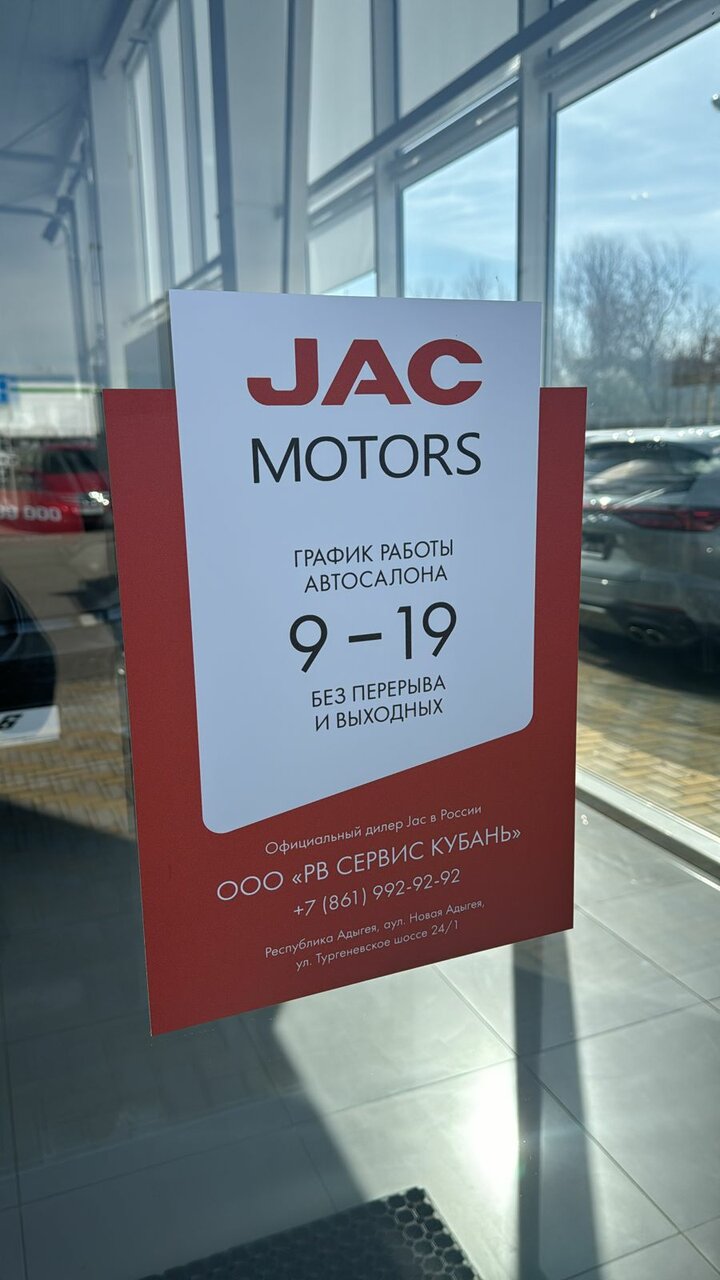 JAC
MOTORS
ГРАФИК РАБОТЫ
АВТОСАЛОНА
9 – 19
БЕЗ ПЕРЕРЫВА
И ВЫХОДНЫХ
Официальный дилер Jac в России
ООО «РВ СЕРВИС КУБАНЬ»
+7 (861) 992-92-92
Республика Адыгея, аул. Новая Адыгея,
ул. Тургеневское шоссе 24/1